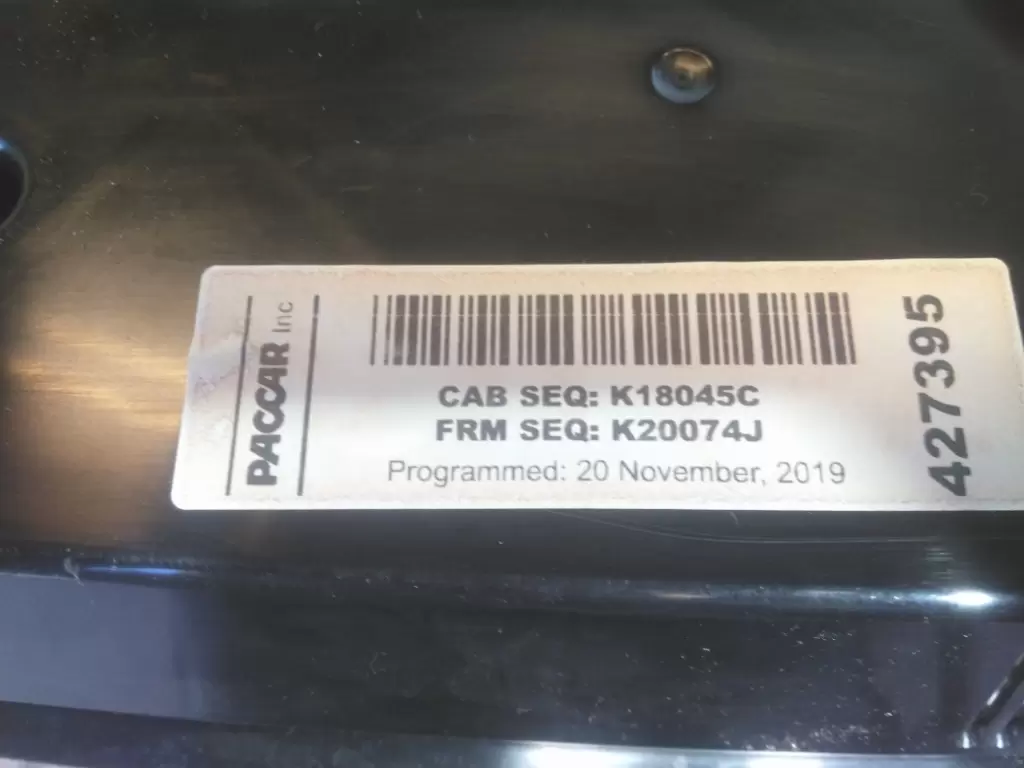 PACCAR Inc
CAB SEQ: K18045C
FRM SEQ: K20074J
Programmed: 20 November, 2019
427395